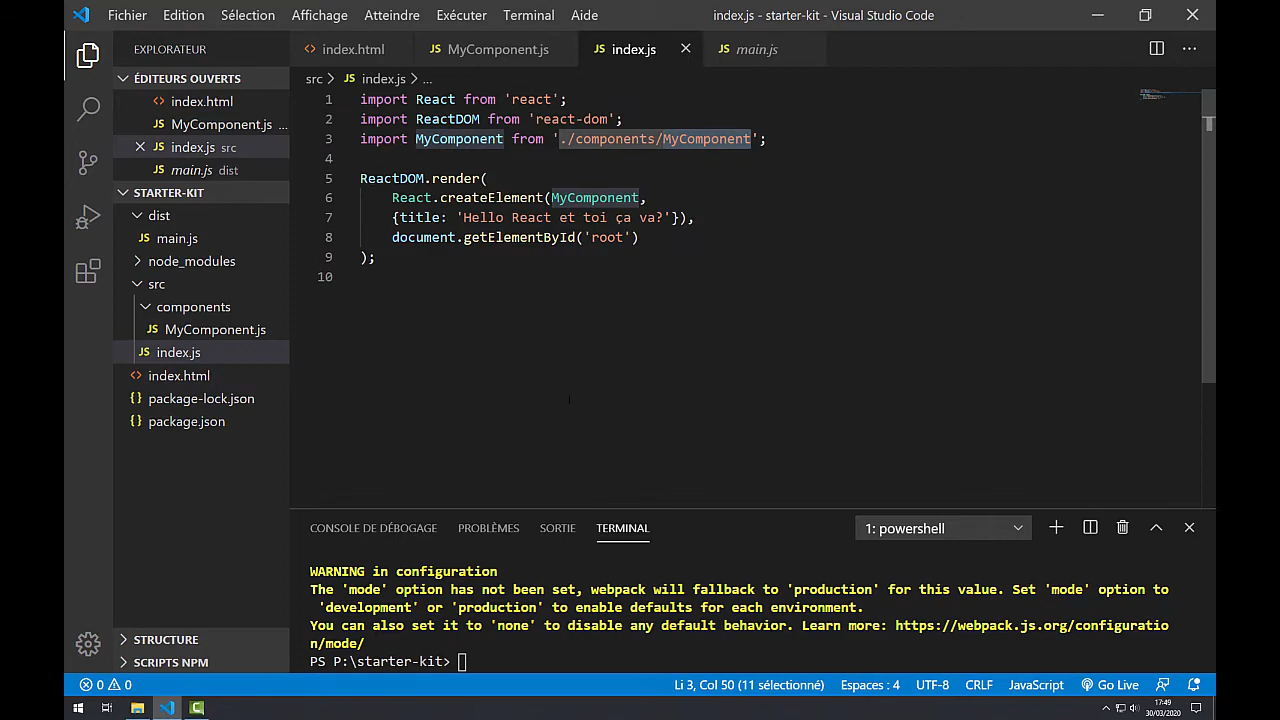 Fichier Edition Sélection Affichage Atteindre Exécuter Terminal Aide index.js - starter-kit - Visual Studio Code
EXPLORATEUR
ÉDITEURS OUVERTS
index.html
MyComponent.js ...
index.js src
main.js dist
STARTER-KIT
dist
main.js
node_modules
src
components
MyComponent.js
index.js
index.html
package-lock.json
package.json
STRUCTURE
SCRIPTS NPM
index.html MyComponent.js index.js main.js
src > index.js > ...
1 import React from 'react';
2 import ReactDOM from 'react-dom';
3 import MyComponent from './components/MyComponent';
4
5 ReactDOM.render(
6 React.createElement(MyComponent,
7 {title: 'Hello React et toi ça va?'}),
8 document.getElementById('root')
9 );
10
CONSOLE DE DÉBOGAGE PROBLÈMES SORTIE TERMINAL 1: powershell
WARNING in configuration
The 'mode' option has not been set, webpack will fallback to 'production' for this value. Set 'mode' option to
'development' or 'production' to enable defaults for each environment.
You can also set it to 'none' to disable any default behavior. Learn more: https://webpack.js.org/configuratio
n/mode/
PS P:\starter-kit>
0 0 Li 3, Col 50 (11 sélectionné) Espaces : 4 UTF-8 CRLF JavaScript Go Live
17:49
30/03/2020